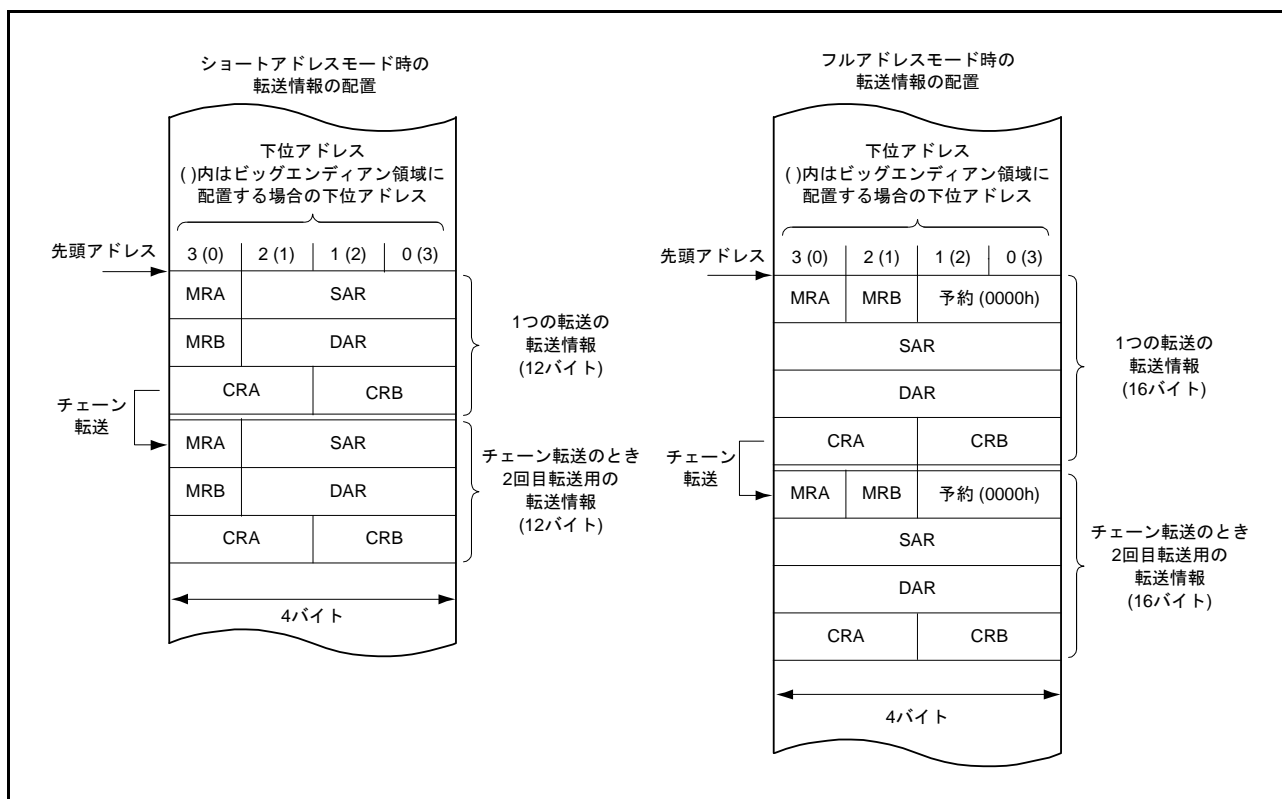 ショートアドレスモード時の
転送情報の配置
下位アドレス
( )内はビッグエンディアン領域に
配置する場合の下位アドレス
先頭アドレス
3 (0) 2 (1) 1 (2) 0 (3)
MRA SAR
MRB DAR
CRA CRB
1つの転送の
転送情報
(12バイト)
チェーン
転送
MRA SAR
MRB DAR
CRA CRB
チェーン転送のとき
2回目転送用の
転送情報
(12バイト)
4バイト
フルアドレスモード時の
転送情報の配置
下位アドレス
( )内はビッグエンディアン領域に
配置する場合の下位アドレス
先頭アドレス
3 (0) 2 (1) 1 (2) 0 (3)
MRA MRB 予約 (0000h)
SAR
DAR
CRA CRB
1つの転送の
転送情報
(16バイト)
チェーン
転送
MRA MRB 予約 (0000h)
SAR
DAR
CRA CRB
チェーン転送のとき
2回目転送用の
転送情報
(16バイト)
4バイト